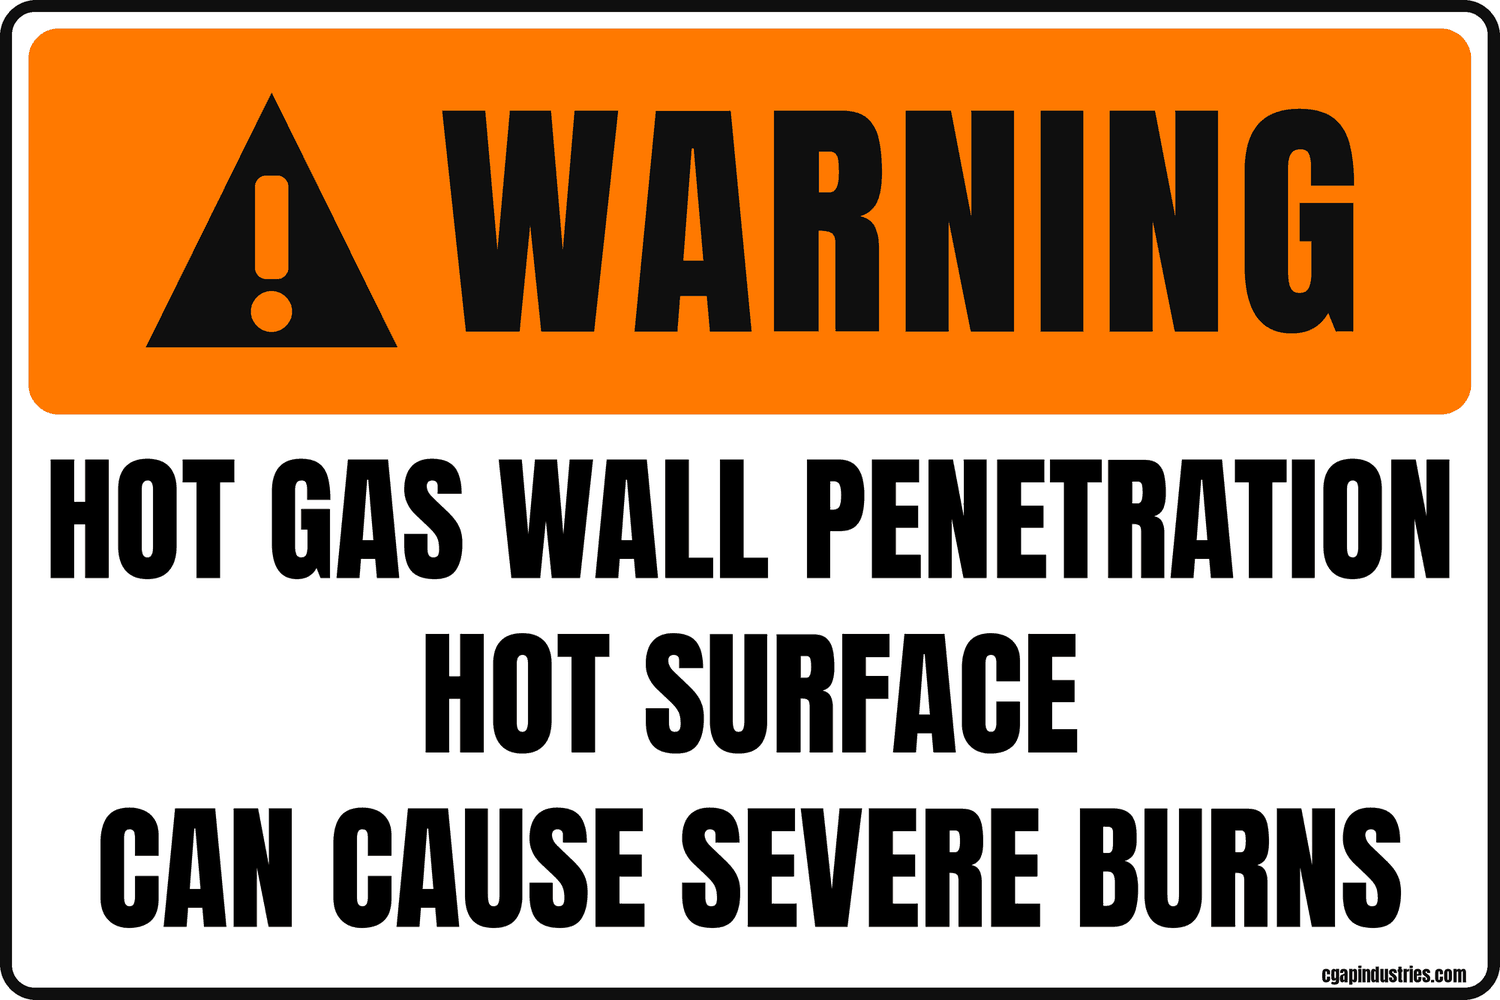 WARNING
HOT GAS WALL PENETRATION
HOT SURFACE
CAN CAUSE SEVERE BURNS
cgapindustries.com